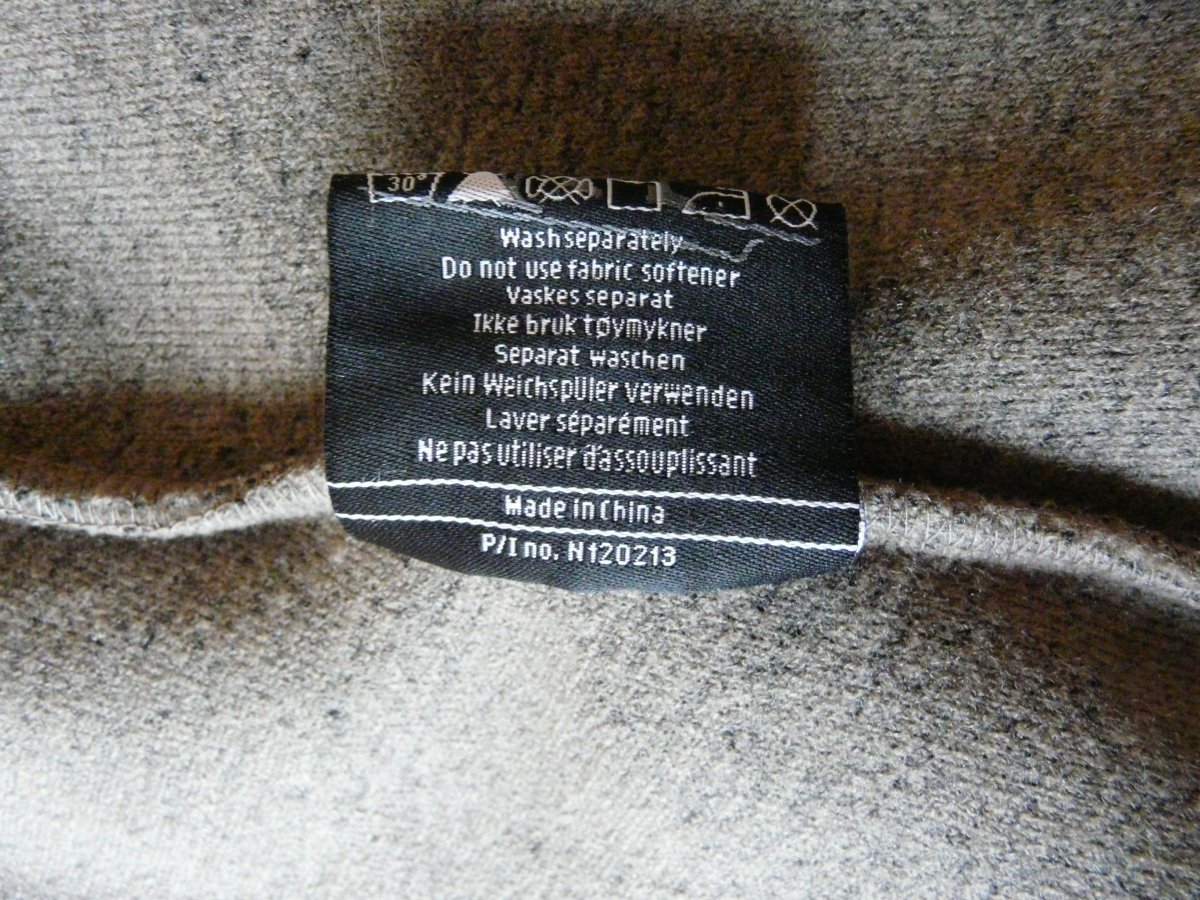 30°
Wash separately
Do not use fabric softener
Vaskes separat
Ikke bruk tøymykner
Separat waschen
Kein Weichspüler verwenden
Laver séparément
Ne pas utiliser d'assouplissant
Made in China
P/I no. N120213